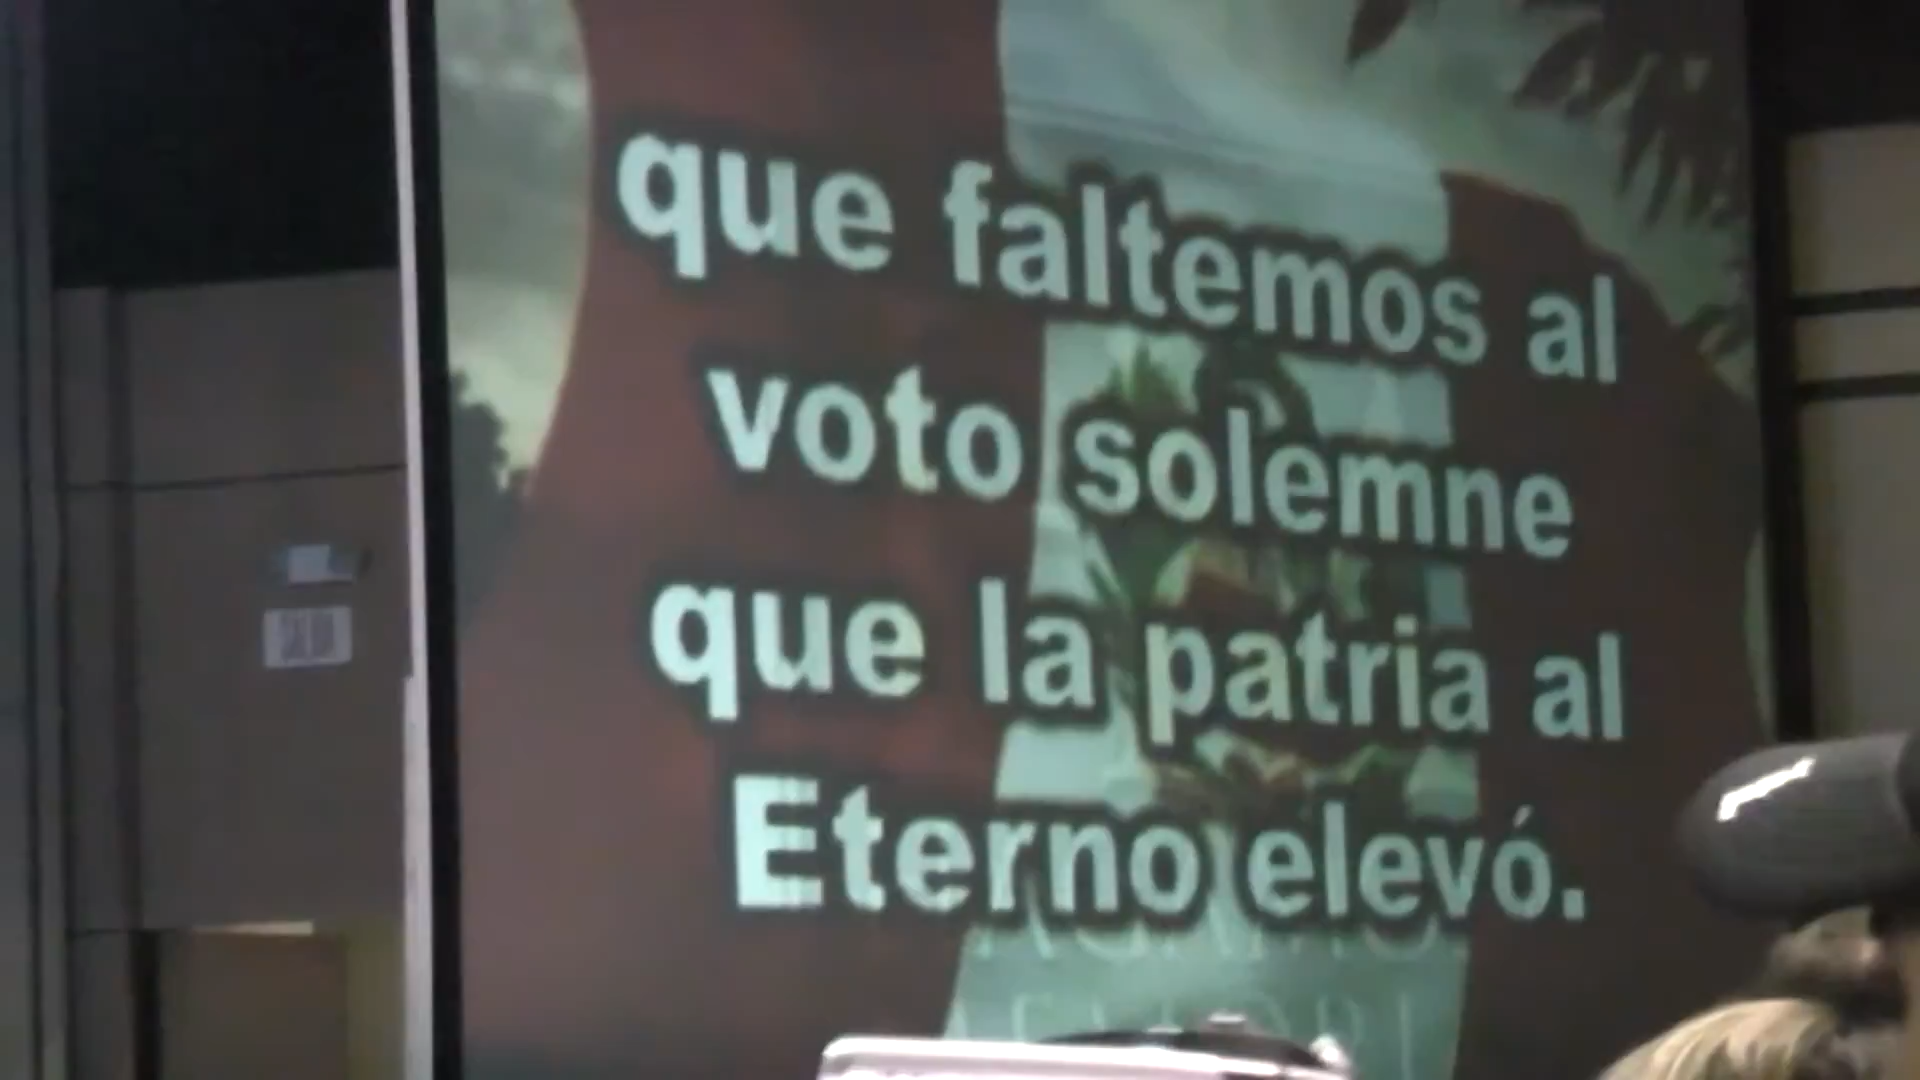 que faltemos al
voto solemne
que la patria al
Eterno elevó.